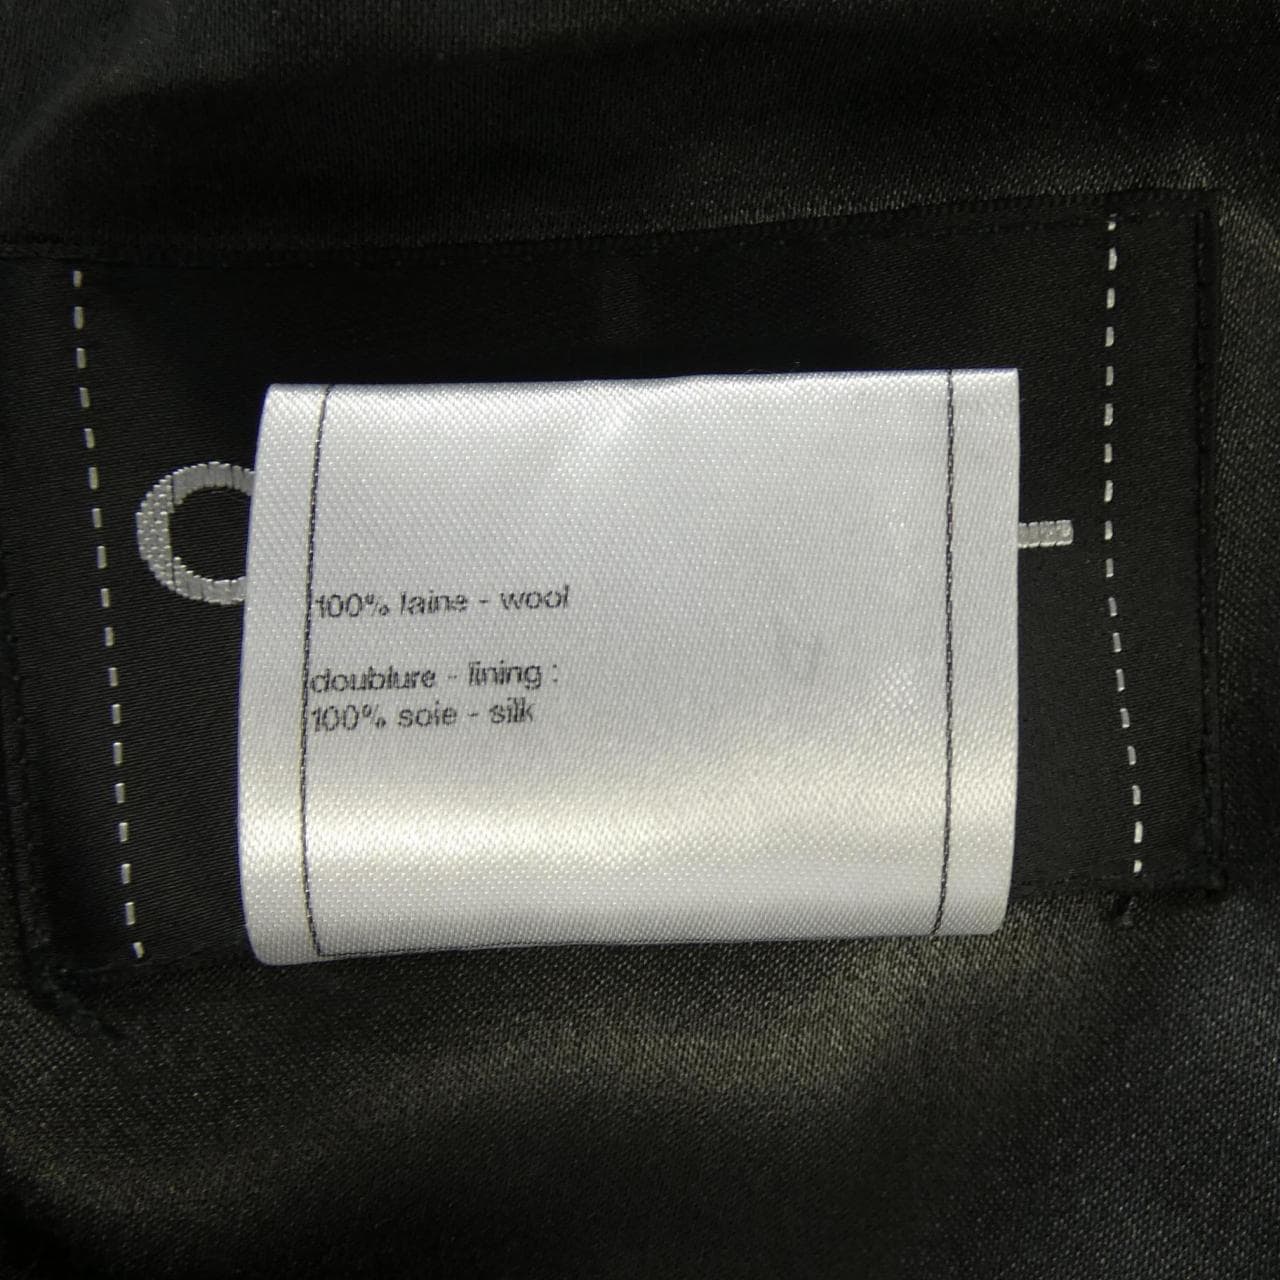 100% laine - wool
doublure - lining :
100% soie - silk